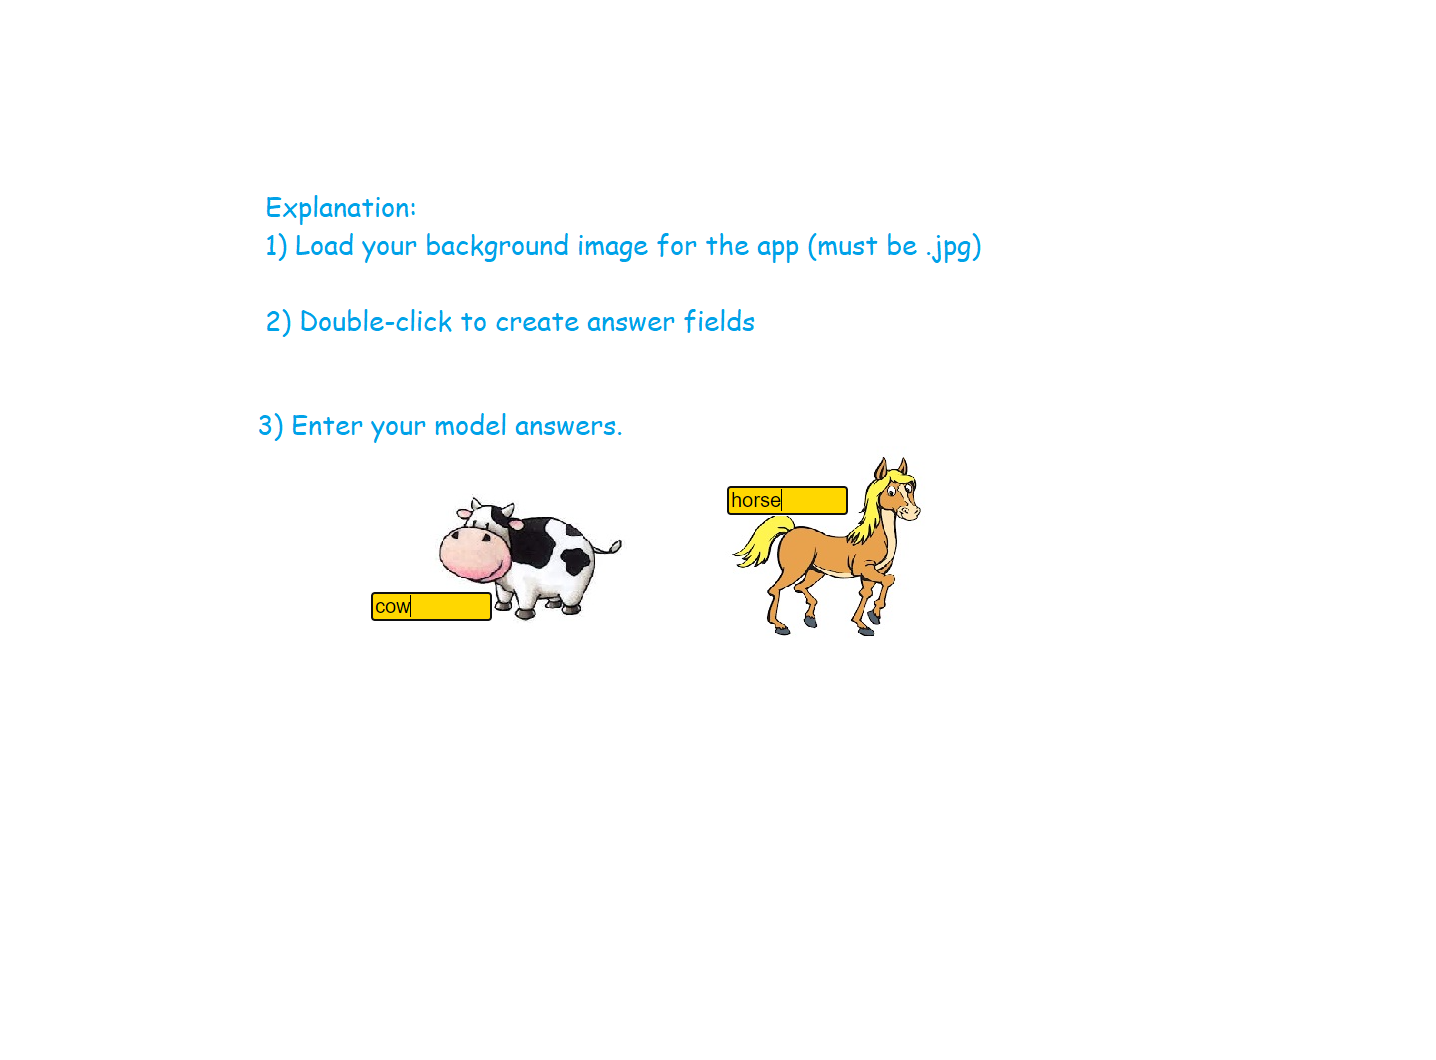 Explanation:
1) Load your background image for the app (must be .jpg)
2) Double-click to create answer fields
3) Enter your model answers.
horse
cow